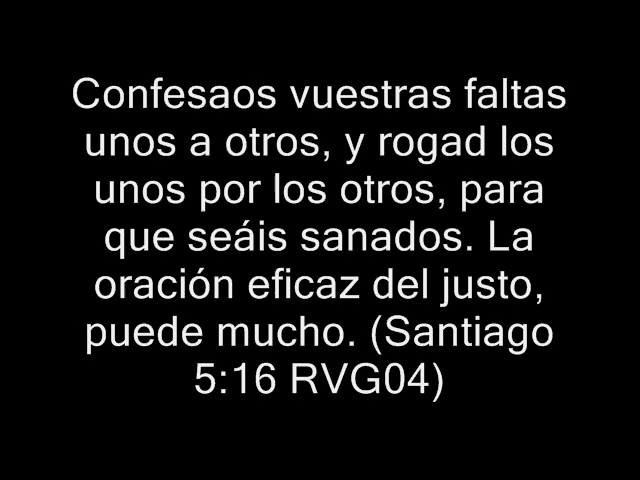 Confesaos vuestras faltas
unos a otros, y rogad los
unos por los otros, para
que seáis sanados. La
oración eficaz del justo,
puede mucho. (Santiago
5:16 RVG04)